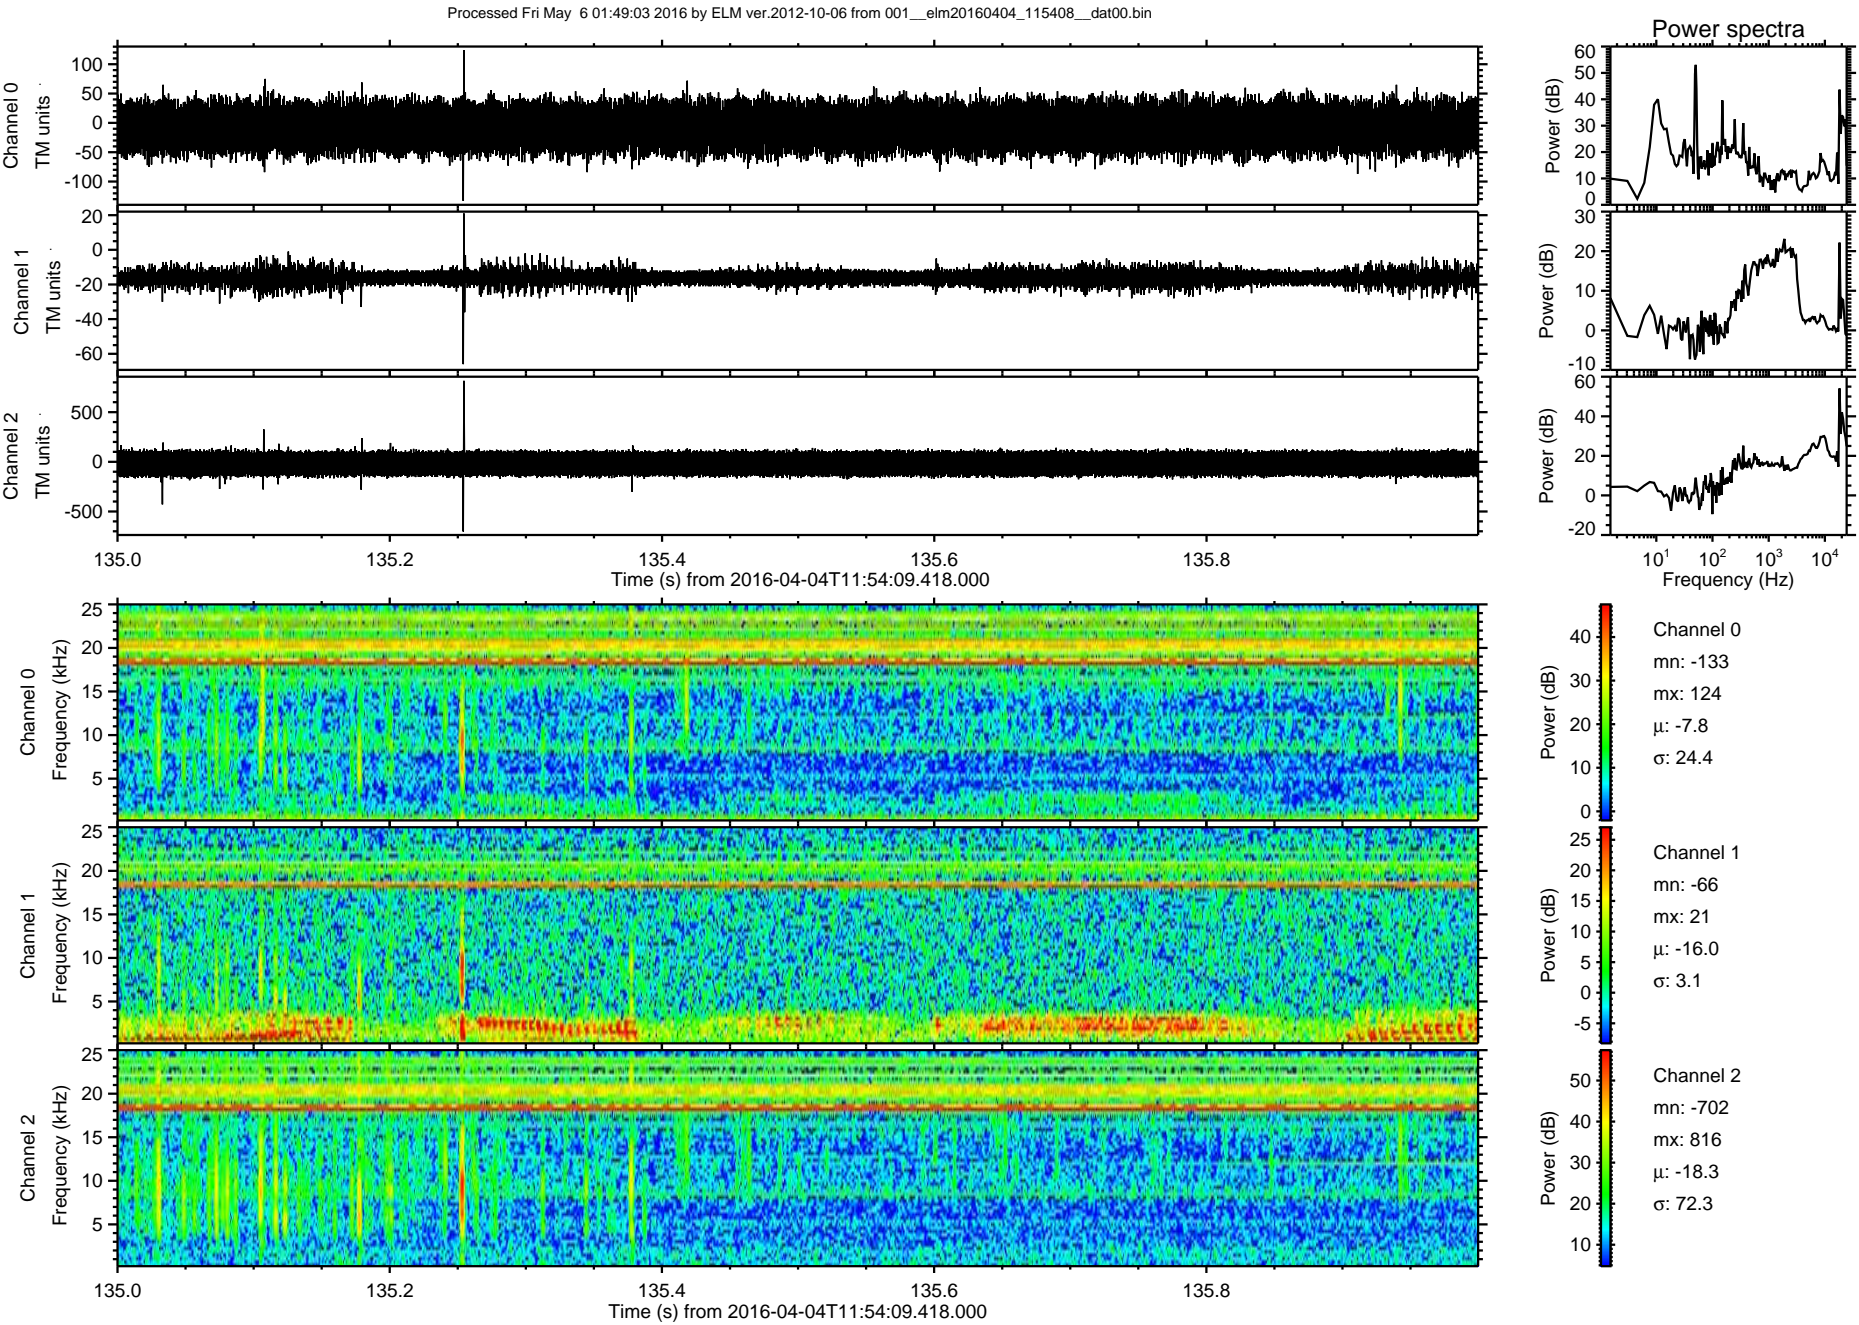 Processed Fri May  6 01:49:03 2016 by ELM ver.2012-10-06 from 001__elm20160404_115408__dat00.bin
Power spectra
Channel 0
TM units
100
50
0
-50
-100
Power (dB)
60
50
40
30
20
10
0
Channel 1
TM units
20
0
-20
-40
-60
Power (dB)
30
20
10
0
-10
Channel 2
TM units
500
0
-500
Power (dB)
60
40
20
0
-20
135.0 135.2 135.4 135.6 135.8
Time (s) from 2016-04-04T11:54:09.418.000
10^1 10^2 10^3 10^4
Frequency (Hz)
Channel 0
Frequency (kHz)
25
20
15
10
5
Power (dB)
40
30
20
10
0
Channel 0
mn: -133
mx: 124
μ: -7.8
σ: 24.4
Channel 1
Frequency (kHz)
25
20
15
10
5
Power (dB)
25
20
15
10
5
0
-5
Channel 1
mn: -66
mx: 21
μ: -16.0
σ: 3.1
Channel 2
Frequency (kHz)
25
20
15
10
5
Power (dB)
50
40
30
20
10
Channel 2
mn: -702
mx: 816
μ: -18.3
σ: 72.3
135.0 135.2 135.4 135.6 135.8
Time (s) from 2016-04-04T11:54:09.418.000